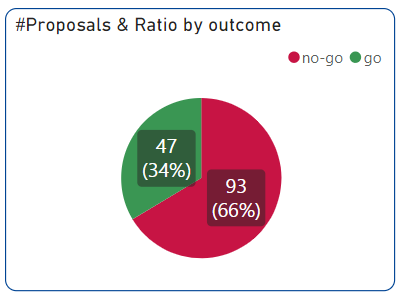 #Proposals & Ratio by outcome
no-go go
47
(34%)
93
(66%)